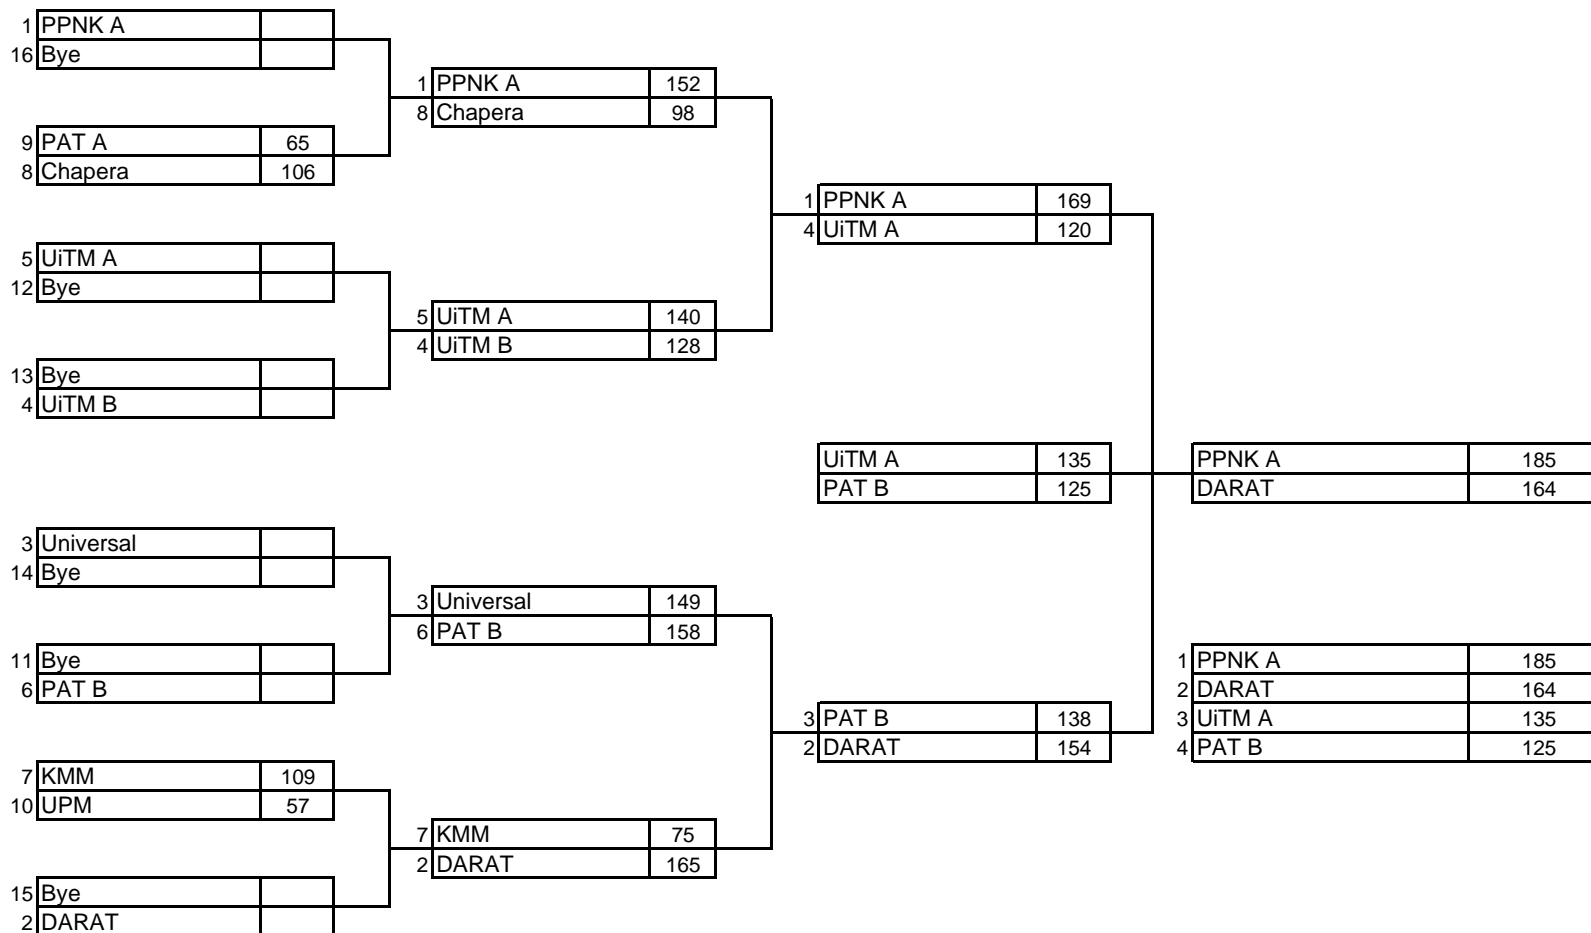 1 PPNK A
16 Bye
1 PPNK A 152
8 Chapera 98
9 PAT A 65
8 Chapera 106
1 PPNK A 169
4 UiTM A 120
5 UiTM A
12 Bye
5 UiTM A 140
4 UiTM B 128
13 Bye
4 UiTM B
UiTM A 135
PAT B 125
PPNK A 185
DARAT 164
3 Universal
14 Bye
3 Universal 149
6 PAT B 158
11 Bye
6 PAT B
1 PPNK A 185
2 DARAT 164
3 UiTM A 135
4 PAT B 125
3 PAT B 138
2 DARAT 154
7 KMM 109
10 UPM 57
7 KMM 75
2 DARAT 165
15 Bye
2 DARAT